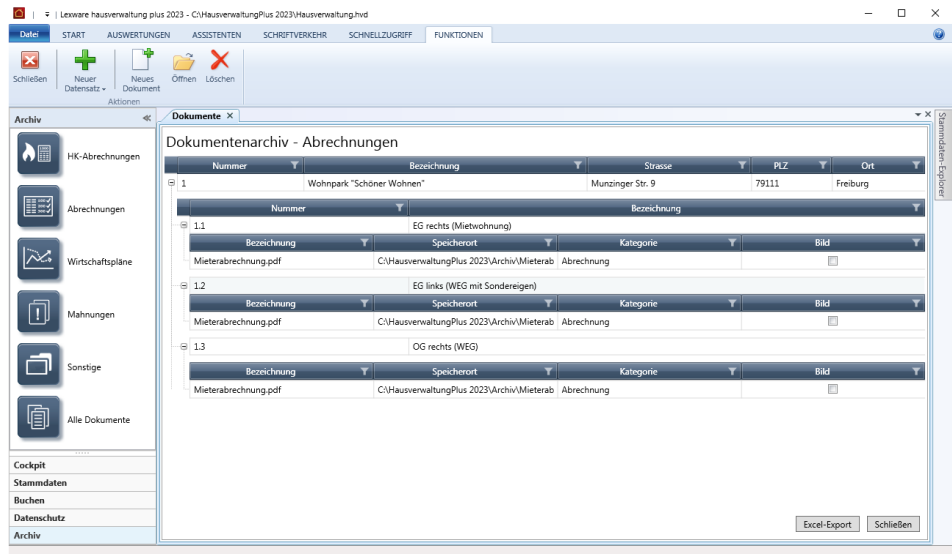 Lexware hausverwaltung plus 2023 - C:\HausverwaltungPlus 2023\Hausverwaltung.hvd
Datei START AUSWERTUNGEN ASSISTENTEN SCHRIFTVERKEHR SCHNELLZUGRIFF FUNKTIONEN
Schließen
Neuer Datensatz
Neues Dokument
Öffnen
Löschen
Aktionen
Archiv
HK-Abrechnungen
Abrechnungen
Wirtschaftspläne
Mahnungen
Sonstige
Alle Dokumente
Cockpit
Stammdaten
Buchen
Datenschutz
Archiv
Dokumente
Dokumentenarchiv - Abrechnungen
Nummer Bezeichnung Strasse PLZ Ort
1 Wohnpark "Schöner Wohnen" Munzinger Str. 9 79111 Freiburg
Nummer Bezeichnung
1.1 EG rechts (Mietwohnung)
Bezeichnung Speicherort Kategorie Bild
Mieterabrechnung.pdf C:\HausverwaltungPlus 2023\Archiv\Mieterab Abrechnung
1.2 EG links (WEG mit Sondereigen)
Bezeichnung Speicherort Kategorie Bild
Mieterabrechnung.pdf C:\HausverwaltungPlus 2023\Archiv\Mieterab Abrechnung
1.3 OG rechts (WEG)
Bezeichnung Speicherort Kategorie Bild
Mieterabrechnung.pdf C:\HausverwaltungPlus 2023\Archiv\Mieterab Abrechnung
Excel-Export Schließen
Stammdaten-Explorer